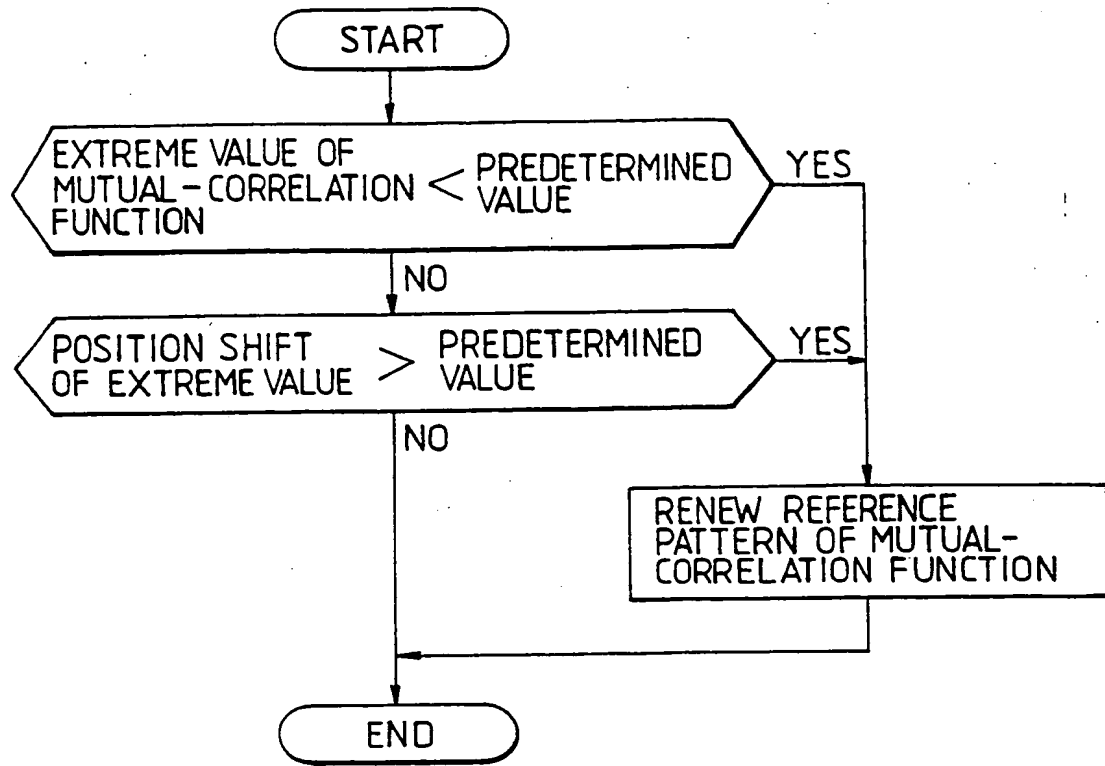 START
EXTREME VALUE OF
MUTUAL-CORRELATION
FUNCTION
<
PREDETERMINED
VALUE
YES
NO
POSITION SHIFT
OF EXTREME VALUE
>
PREDETERMINED
VALUE
YES
NO
RENEW REFERENCE
PATTERN OF MUTUAL-
CORRELATION FUNCTION
END